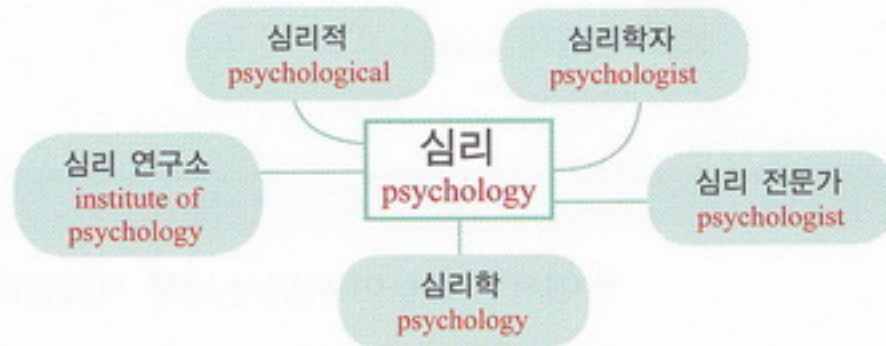 심리적
psychological
심리학자
psychologist
심리 연구소
institute of
psychology
심리
psychology
심리 전문가
psychologist
심리학
psychology